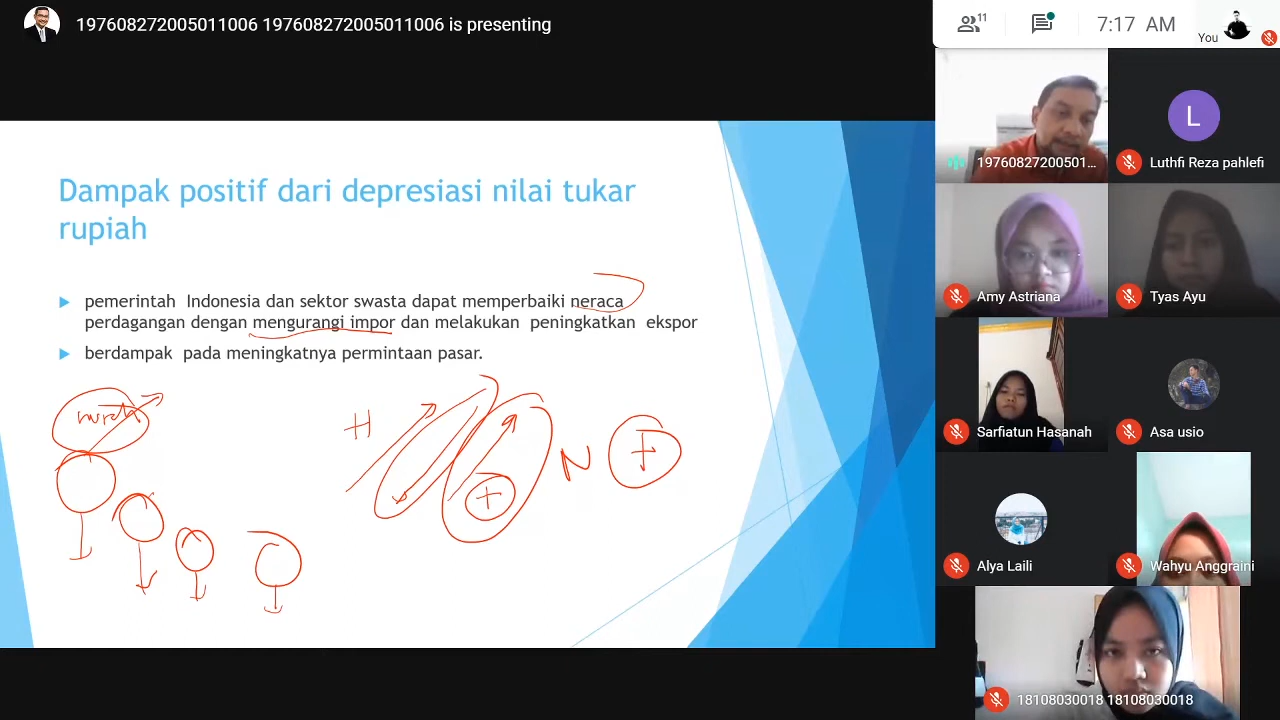 197608272005011006 197608272005011006 is presenting
11
7:17 AM
You
Dampak positif dari depresiasi nilai tukar
rupiah
pemerintah Indonesia dan sektor swasta dapat memperbaiki neraca
perdagangan dengan mengurangi impor dan melakukan peningkatkan ekspor
berdampak pada meningkatnya permintaan pasar.
H
+
N
+
19760827200501...
L
Luthfi Reza pahlefi
Amy Astriana
Tyas Ayu
Sarfiatun Hasanah
Asa usio
Alya Laili
Wahyu Anggraini
18108030018 18108030018